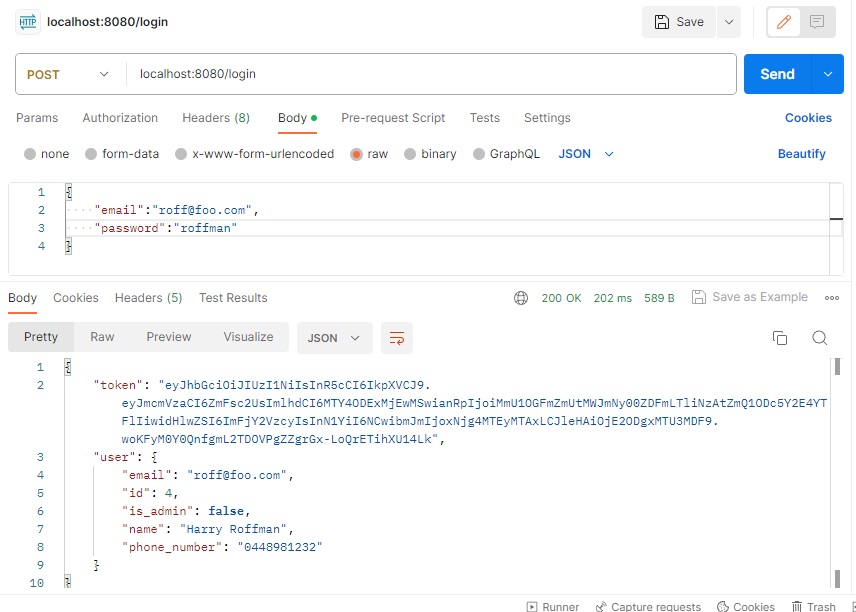 HTTP localhost:8080/login Save
POST localhost:8080/login Send
Params Authorization Headers (8) Body Pre-request Script Tests Settings Cookies
none form-data x-www-form-urlencoded raw binary GraphQL JSON Beautify
1 {
2 ····"email":"roff@foo.com",
3 ····"password":"roffman"
4 }
Body Cookies Headers (5) Test Results 200 OK 202 ms 589 B Save as Example
Pretty Raw Preview Visualize JSON
1 {
2 "token": "eyJhbGciOiJIUzI1NiIsInR5cCI6IkpXVCJ9.
eyJmcmVzaCI6ZmFsc2UsImlhdCI6MTY4ODExMjEwMSwianRpIjoiMmU1OGFmZmUtMWJmNy00ZDFmLTliNzAtZmQ1ODc5Y2E4YT
FlIiwidHlwZSI6ImFjY2VzcyIsInN1YiI6NCwibmJmIjoxNjg4MTEyMTAxLCJleHAiOjE2ODgxMTU3MDF9.
woKFyM0Y0QnfgmL2TDOVPgZZgrGx-LoQrETihXU14Lk",
3 "user": {
4 "email": "roff@foo.com",
5 "id": 4,
6 "is_admin": false,
7 "name": "Harry Roffman",
8 "phone_number": "0448981232"
9 }
10 }
Runner Capture requests Cookies Trash